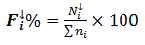 F_i^↓% = N_i^↓ / ∑ n_i × 100